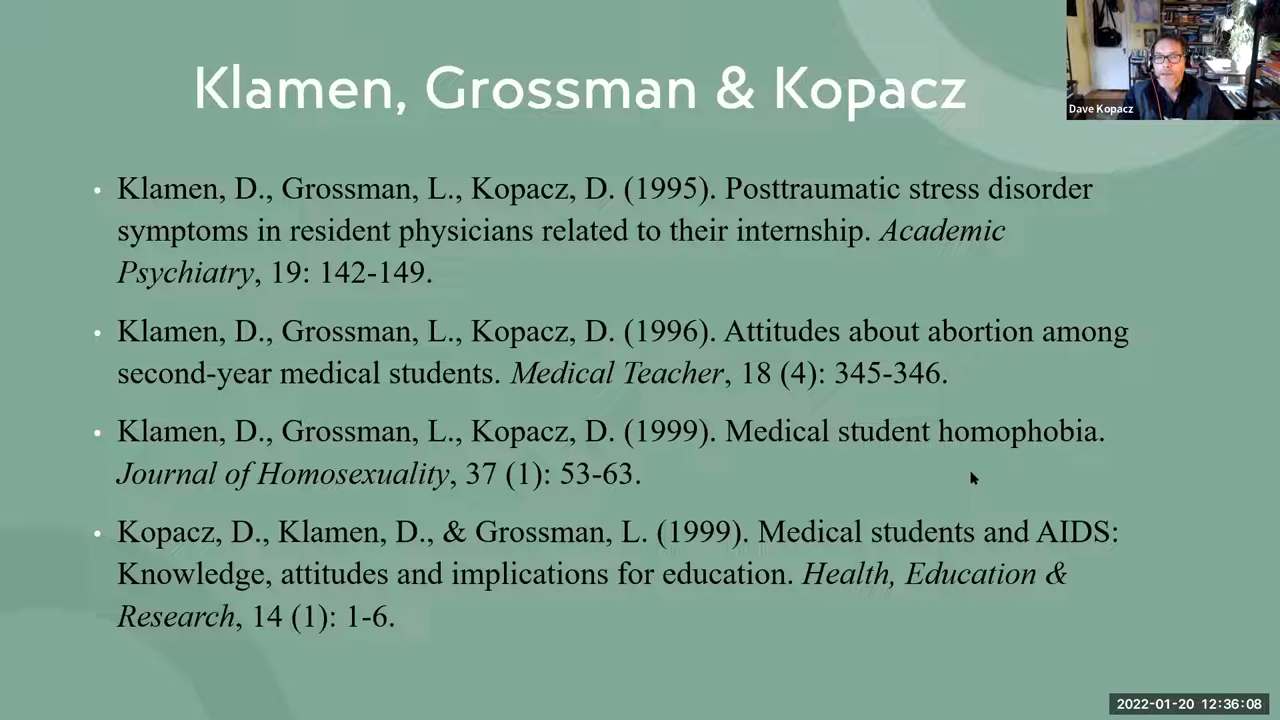 Klamen, Grossman & Kopacz
Dave Kopacz
• Klamen, D., Grossman, L., Kopacz, D. (1995). Posttraumatic stress disorder
symptoms in resident physicians related to their internship. Academic
Psychiatry, 19: 142-149.
• Klamen, D., Grossman, L., Kopacz, D. (1996). Attitudes about abortion among
second-year medical students. Medical Teacher, 18 (4): 345-346.
• Klamen, D., Grossman, L., Kopacz, D. (1999). Medical student homophobia.
Journal of Homosexuality, 37 (1): 53-63.
• Kopacz, D., Klamen, D., & Grossman, L. (1999). Medical students and AIDS:
Knowledge, attitudes and implications for education. Health, Education &
Research, 14 (1): 1-6.
2022-01-20 12:36:08